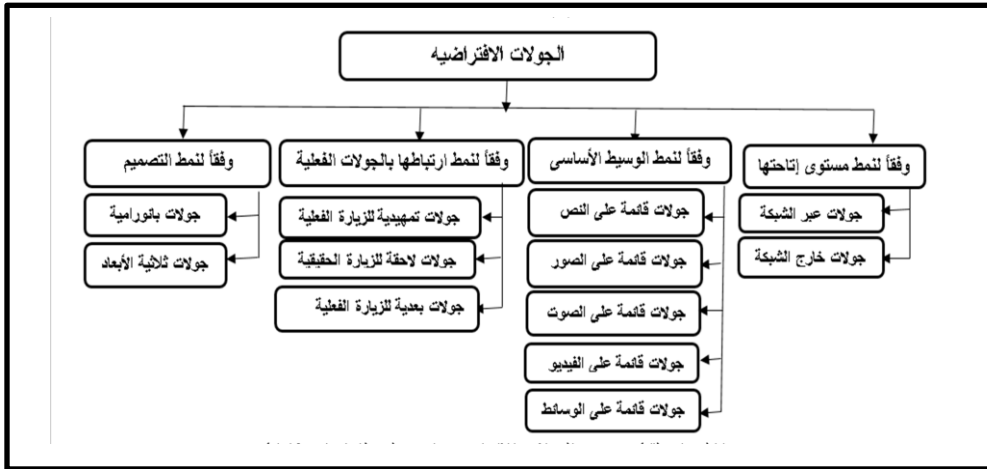 الجولات الافتراضيه
وفقاً لنمط مستوى إتاحتها
جولات عبر الشبكة
جولات خارج الشبكة
وفقاً لنمط الوسيط الأساسى
جولات قائمة على النص
جولات قائمة على الصور
جولات قائمة على الصوت
جولات قائمة على الفيديو
جولات قائمة على الوسائط
وفقاً لنمط ارتباطها بالجولات الفعلية
جولات تمهيدية للزيارة الفعلية
جولات لاحقة للزيارة الحقيقية
جولات بعدية للزيارة الفعلية
وفقاً لنمط التصميم
جولات بانورامية
جولات ثلاثية الأبعاد